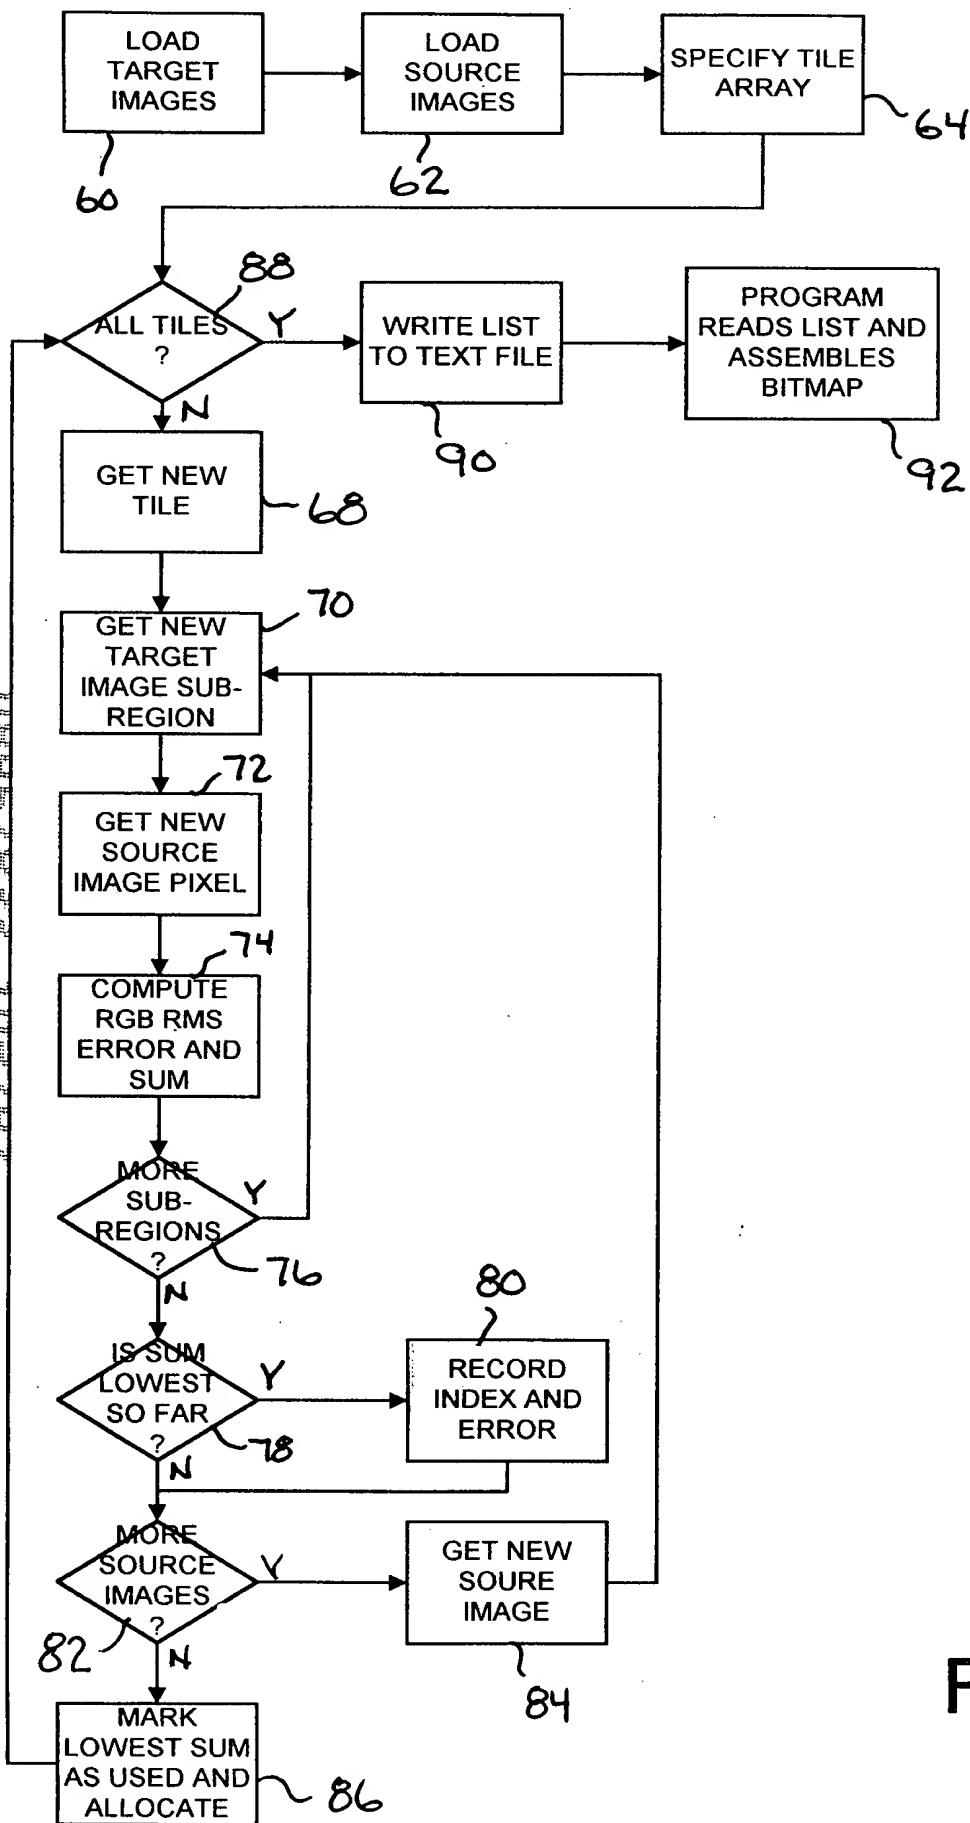 LOAD
TARGET
IMAGES
LOAD
SOURCE
IMAGES
SPECIFY TILE
ARRAY
60
62
64
88
ALL TILES
?
Y
N
WRITE LIST
TO TEXT FILE
90
PROGRAM
READS LIST AND
ASSEMBLES
BITMAP
92
GET NEW
TILE
68
70
GET NEW
TARGET
IMAGE SUB-
REGION
72
GET NEW
SOURCE
IMAGE PIXEL
74
COMPUTE
RGB RMS
ERROR AND
SUM
MORE
SUB-
REGIONS
?
Y
76
N
IS SUM
LOWEST
SO FAR
?
Y
78
N
80
RECORD
INDEX AND
ERROR
MORE
SOURCE
IMAGES
?
Y
82
N
GET NEW
SOURE
IMAGE
84
MARK
LOWEST SUM
AS USED AND
ALLOCATE
86